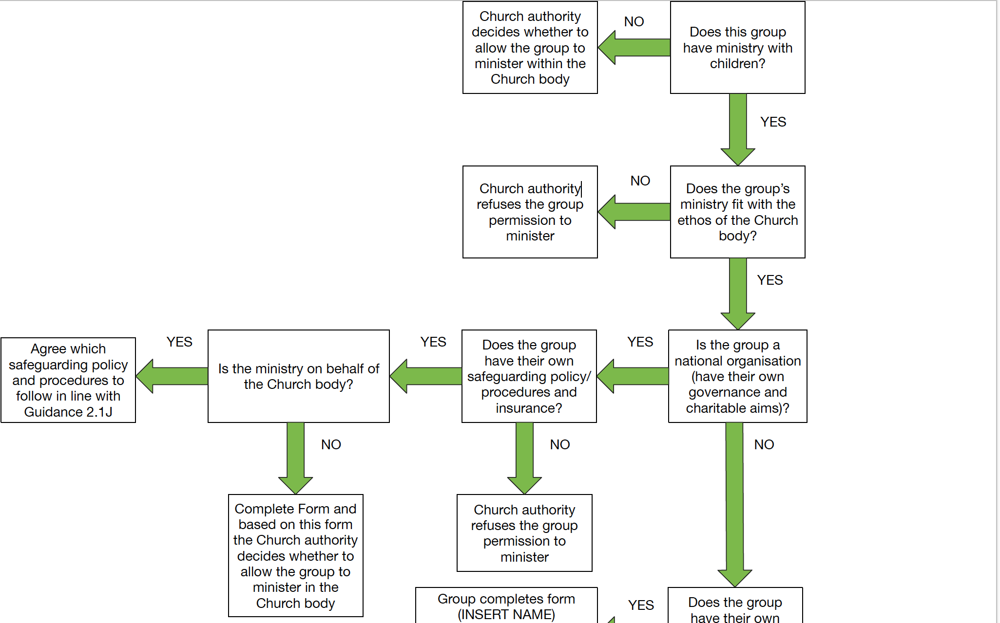 Church authority
decides whether to
allow the group to
minister within the
Church body
NO
Does this group
have ministry with
children?
YES
Church authority
refuses the group
permission to
minister
NO
Does the group’s
ministry fit with the
ethos of the Church
body?
YES
Agree which
safeguarding policy
and procedures to
follow in line with
Guidance 2.1J
YES
Is the ministry on behalf of
the Church body?
YES
Does the group
have their own
safeguarding policy/
procedures and
insurance?
YES
Is the group a
national organisation
(have their own
governance and
charitable aims)?
NO
NO
NO
Complete Form and
based on this form
the Church authority
decides whether to
allow the group to
minister in the
Church body
Church authority
refuses the group
permission to
minister
Group completes form
(INSERT NAME)
YES
Does the group
have their own